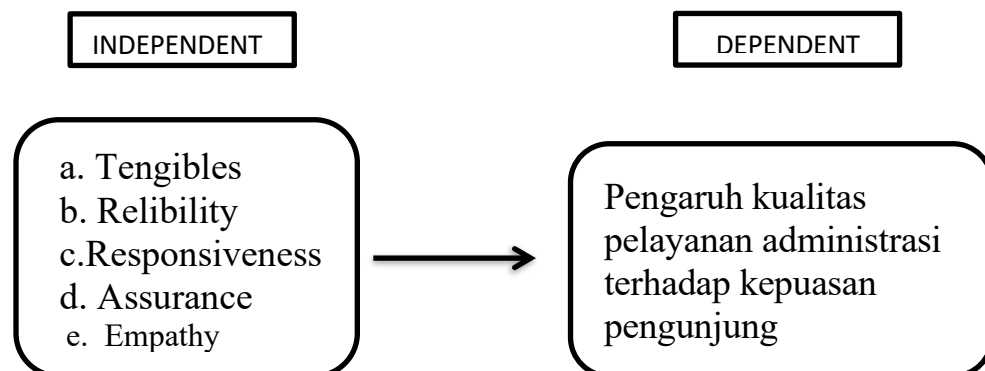 INDEPENDENT
DEPENDENT
a. Tengibles
b. Relibility
c.Responsiveness
d. Assurance
e. Empathy
Pengaruh kualitas
pelayanan administrasi
terhadap kepuasan
pengunjung